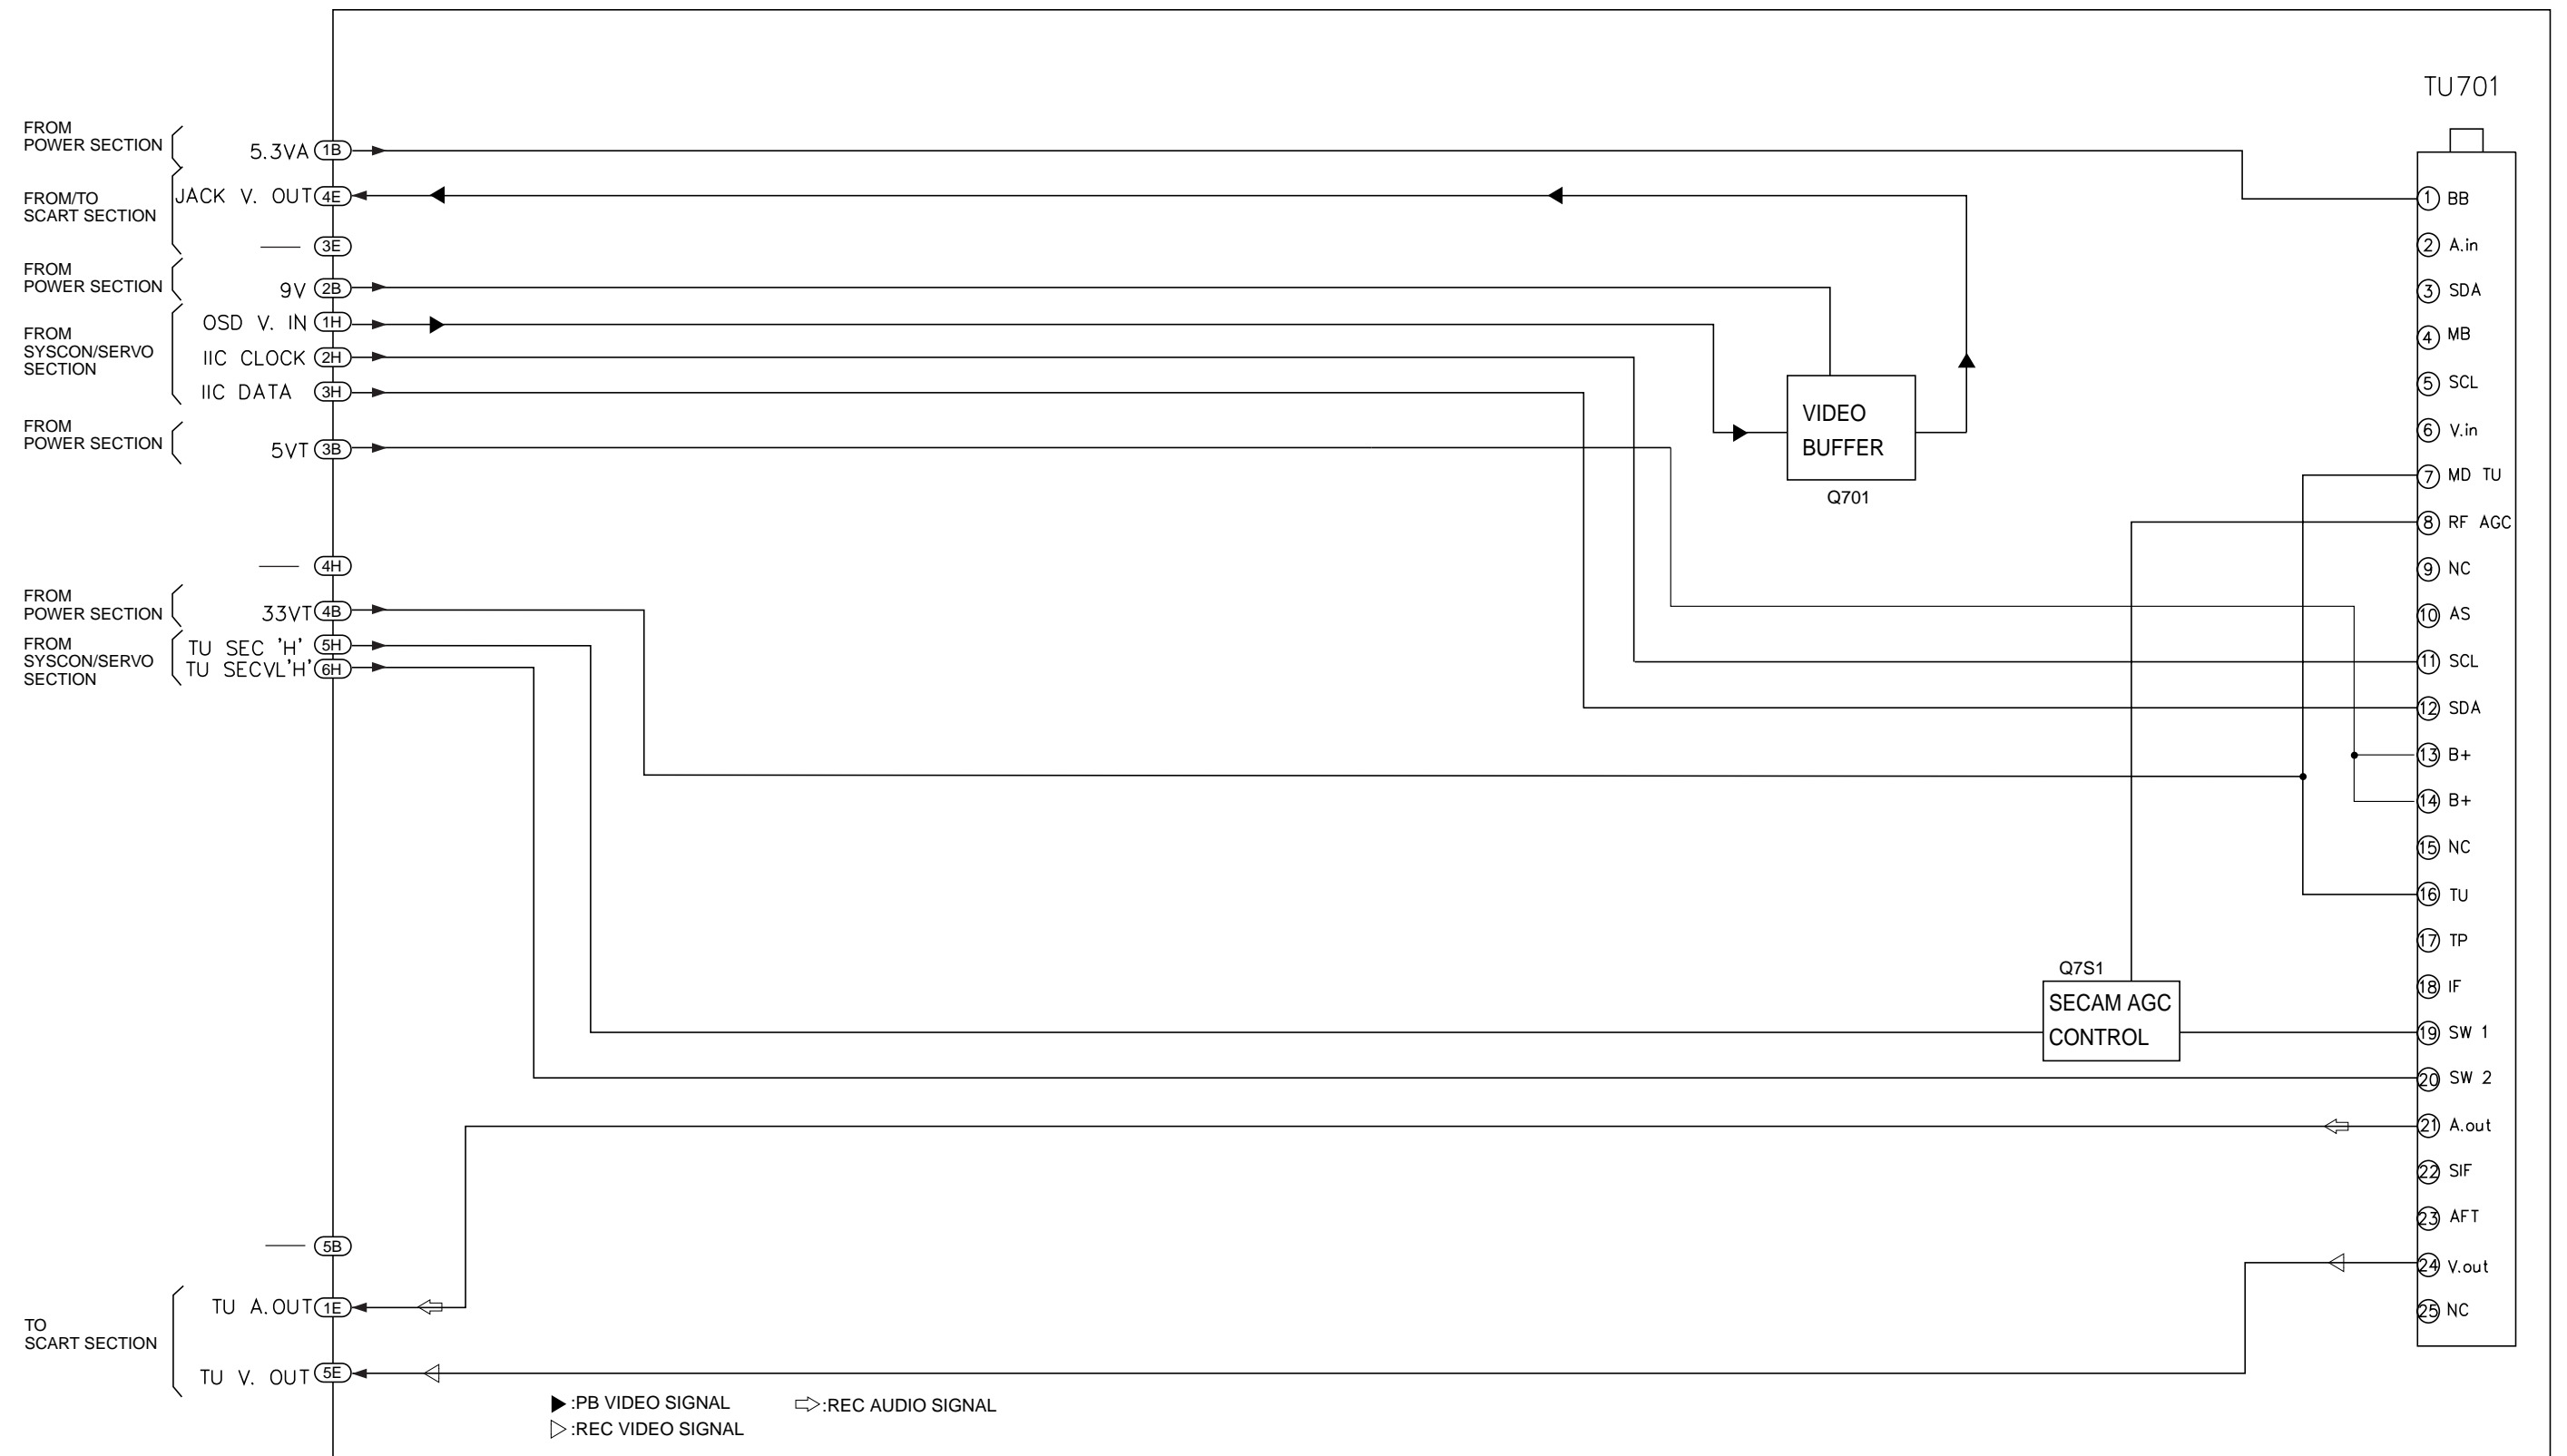 TU701
FROM
POWER SECTION
5.3VA 1B
FROM/TO
SCART SECTION
JACK V. OUT 4E
3E
FROM
POWER SECTION
9V 2B
FROM
SYSCON/SERVO
SECTION
OSD V. IN 1H
IIC CLOCK 2H
IIC DATA 3H
FROM
POWER SECTION
5VT 3B
4H
FROM
POWER SECTION
33VT 4B
FROM
SYSCON/SERVO
SECTION
TU SEC 'H' 5H
TU SECVL'H' 6H
5B
TO
SCART SECTION
TU A.OUT 1E
TU V. OUT 5E
VIDEO
BUFFER
Q701
Q7S1
SECAM AGC
CONTROL
1 BB
2 A.in
3 SDA
4 MB
5 SCL
6 V.in
7 MD TU
8 RF AGC
9 NC
10 AS
11 SCL
12 SDA
13 B+
14 B+
15 NC
16 TU
17 TP
18 IF
19 SW 1
20 SW 2
21 A.out
22 SIF
23 AFT
24 V.out
25 NC
:PB VIDEO SIGNAL
:REC AUDIO SIGNAL
:REC VIDEO SIGNAL